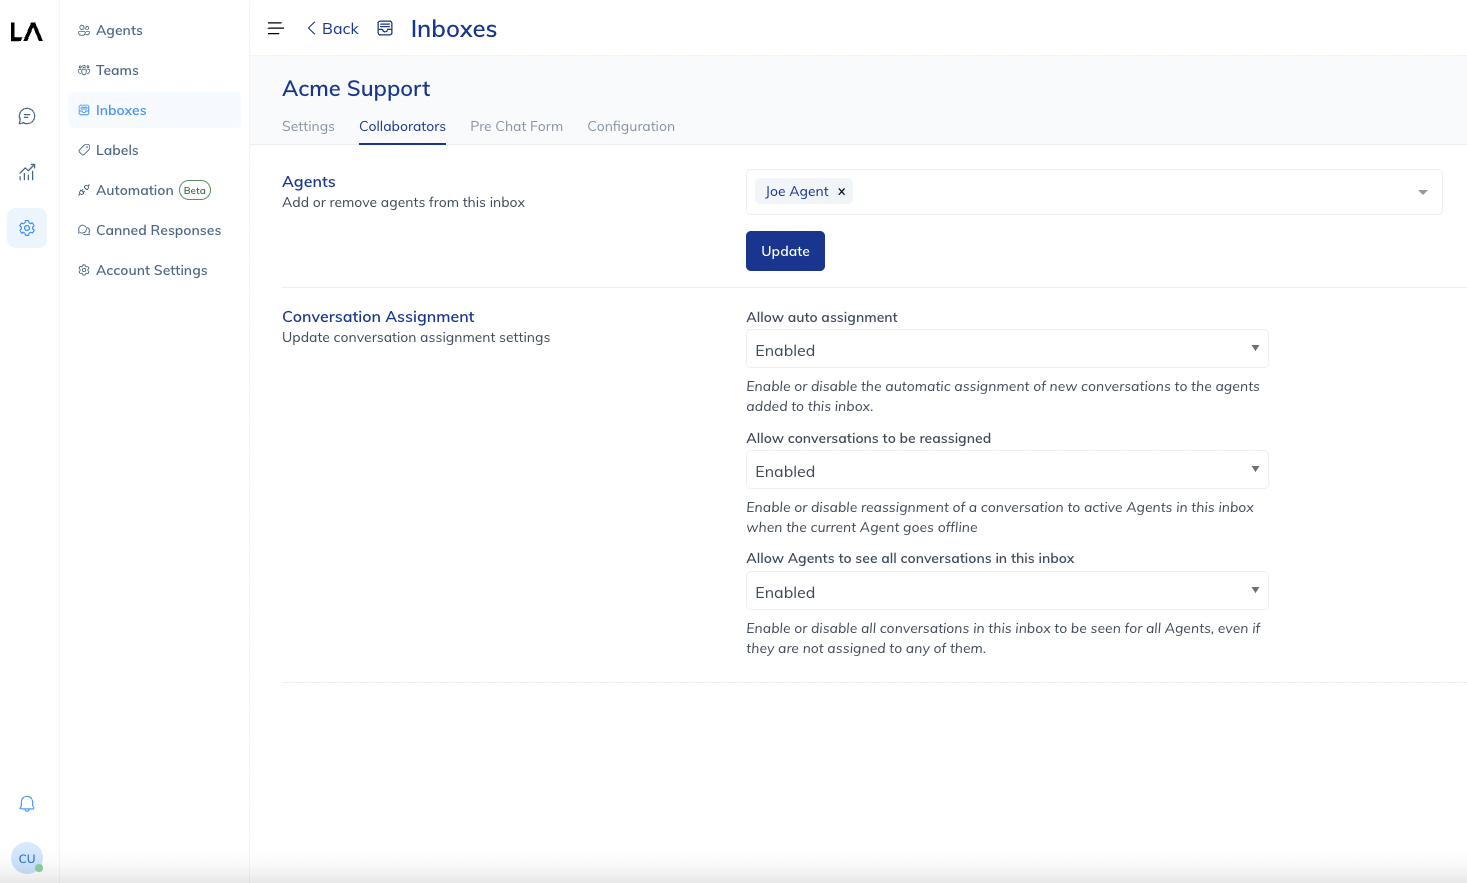 LA
Agents
Teams
Inboxes
Labels
Automation Beta
Canned Responses
Account Settings
CU
Back
Inboxes
Acme Support
Settings Collaborators Pre Chat Form Configuration
Agents
Add or remove agents from this inbox
Joe Agent x
Update
Conversation Assignment
Update conversation assignment settings
Allow auto assignment
Enabled
Enable or disable the automatic assignment of new conversations to the agents
added to this inbox.
Allow conversations to be reassigned
Enabled
Enable or disable reassignment of a conversation to active Agents in this inbox
when the current Agent goes offline
Allow Agents to see all conversations in this inbox
Enabled
Enable or disable all conversations in this inbox to be seen for all Agents, even if
they are not assigned to any of them.